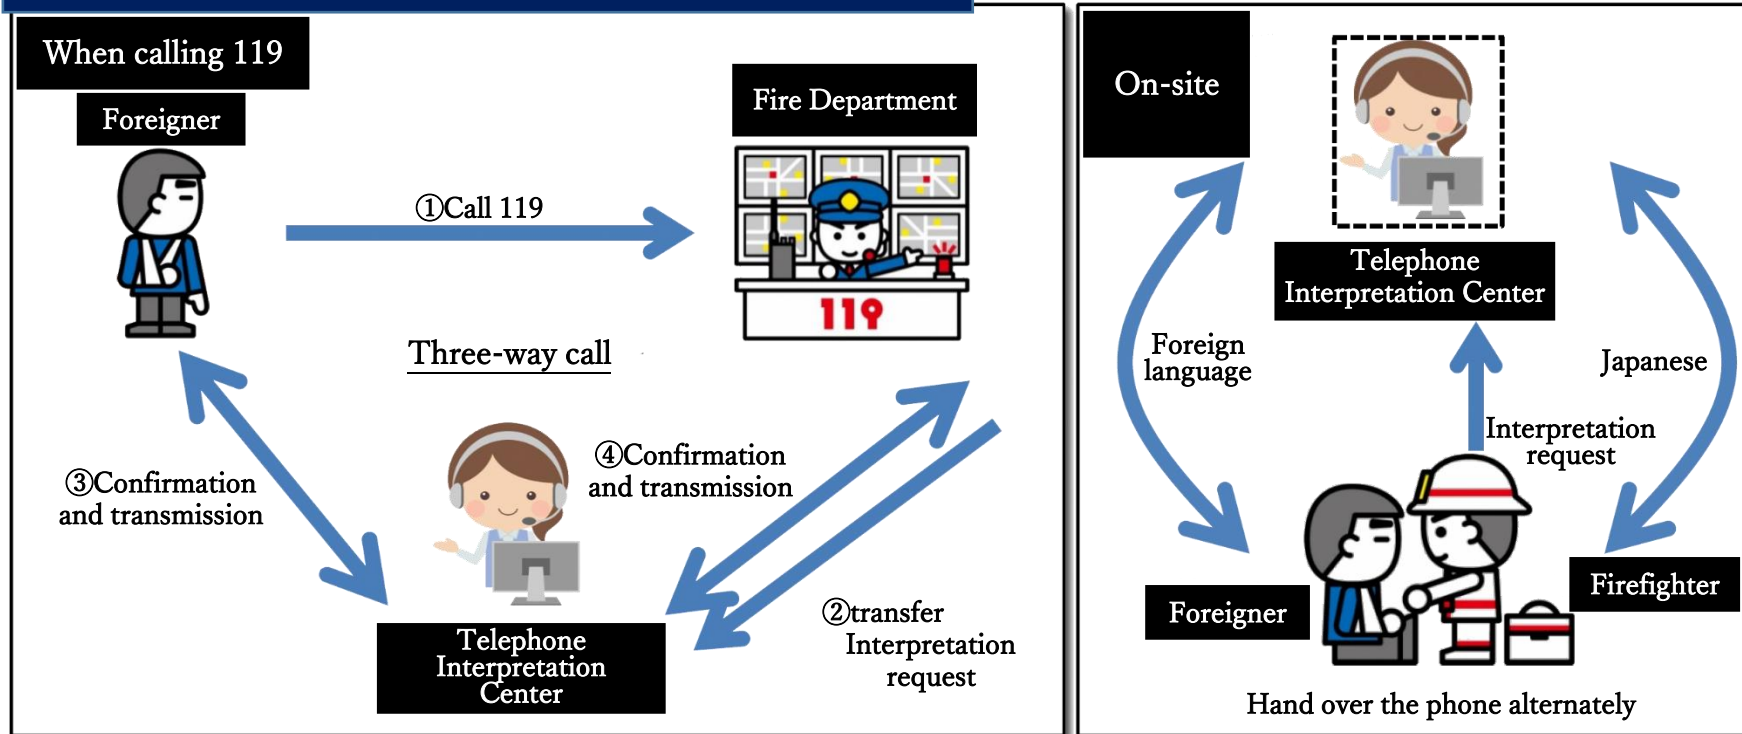 When calling 119
Foreigner
Fire Department
①Call 119
119
Three-way call
③Confirmation
and transmission
④Confirmation
and transmission
②transfer
Interpretation
request
Telephone
Interpretation
Center
On-site
Telephone
Interpretation Center
Foreign
language
Japanese
Interpretation
request
Foreigner
Firefighter
Hand over the phone alternately